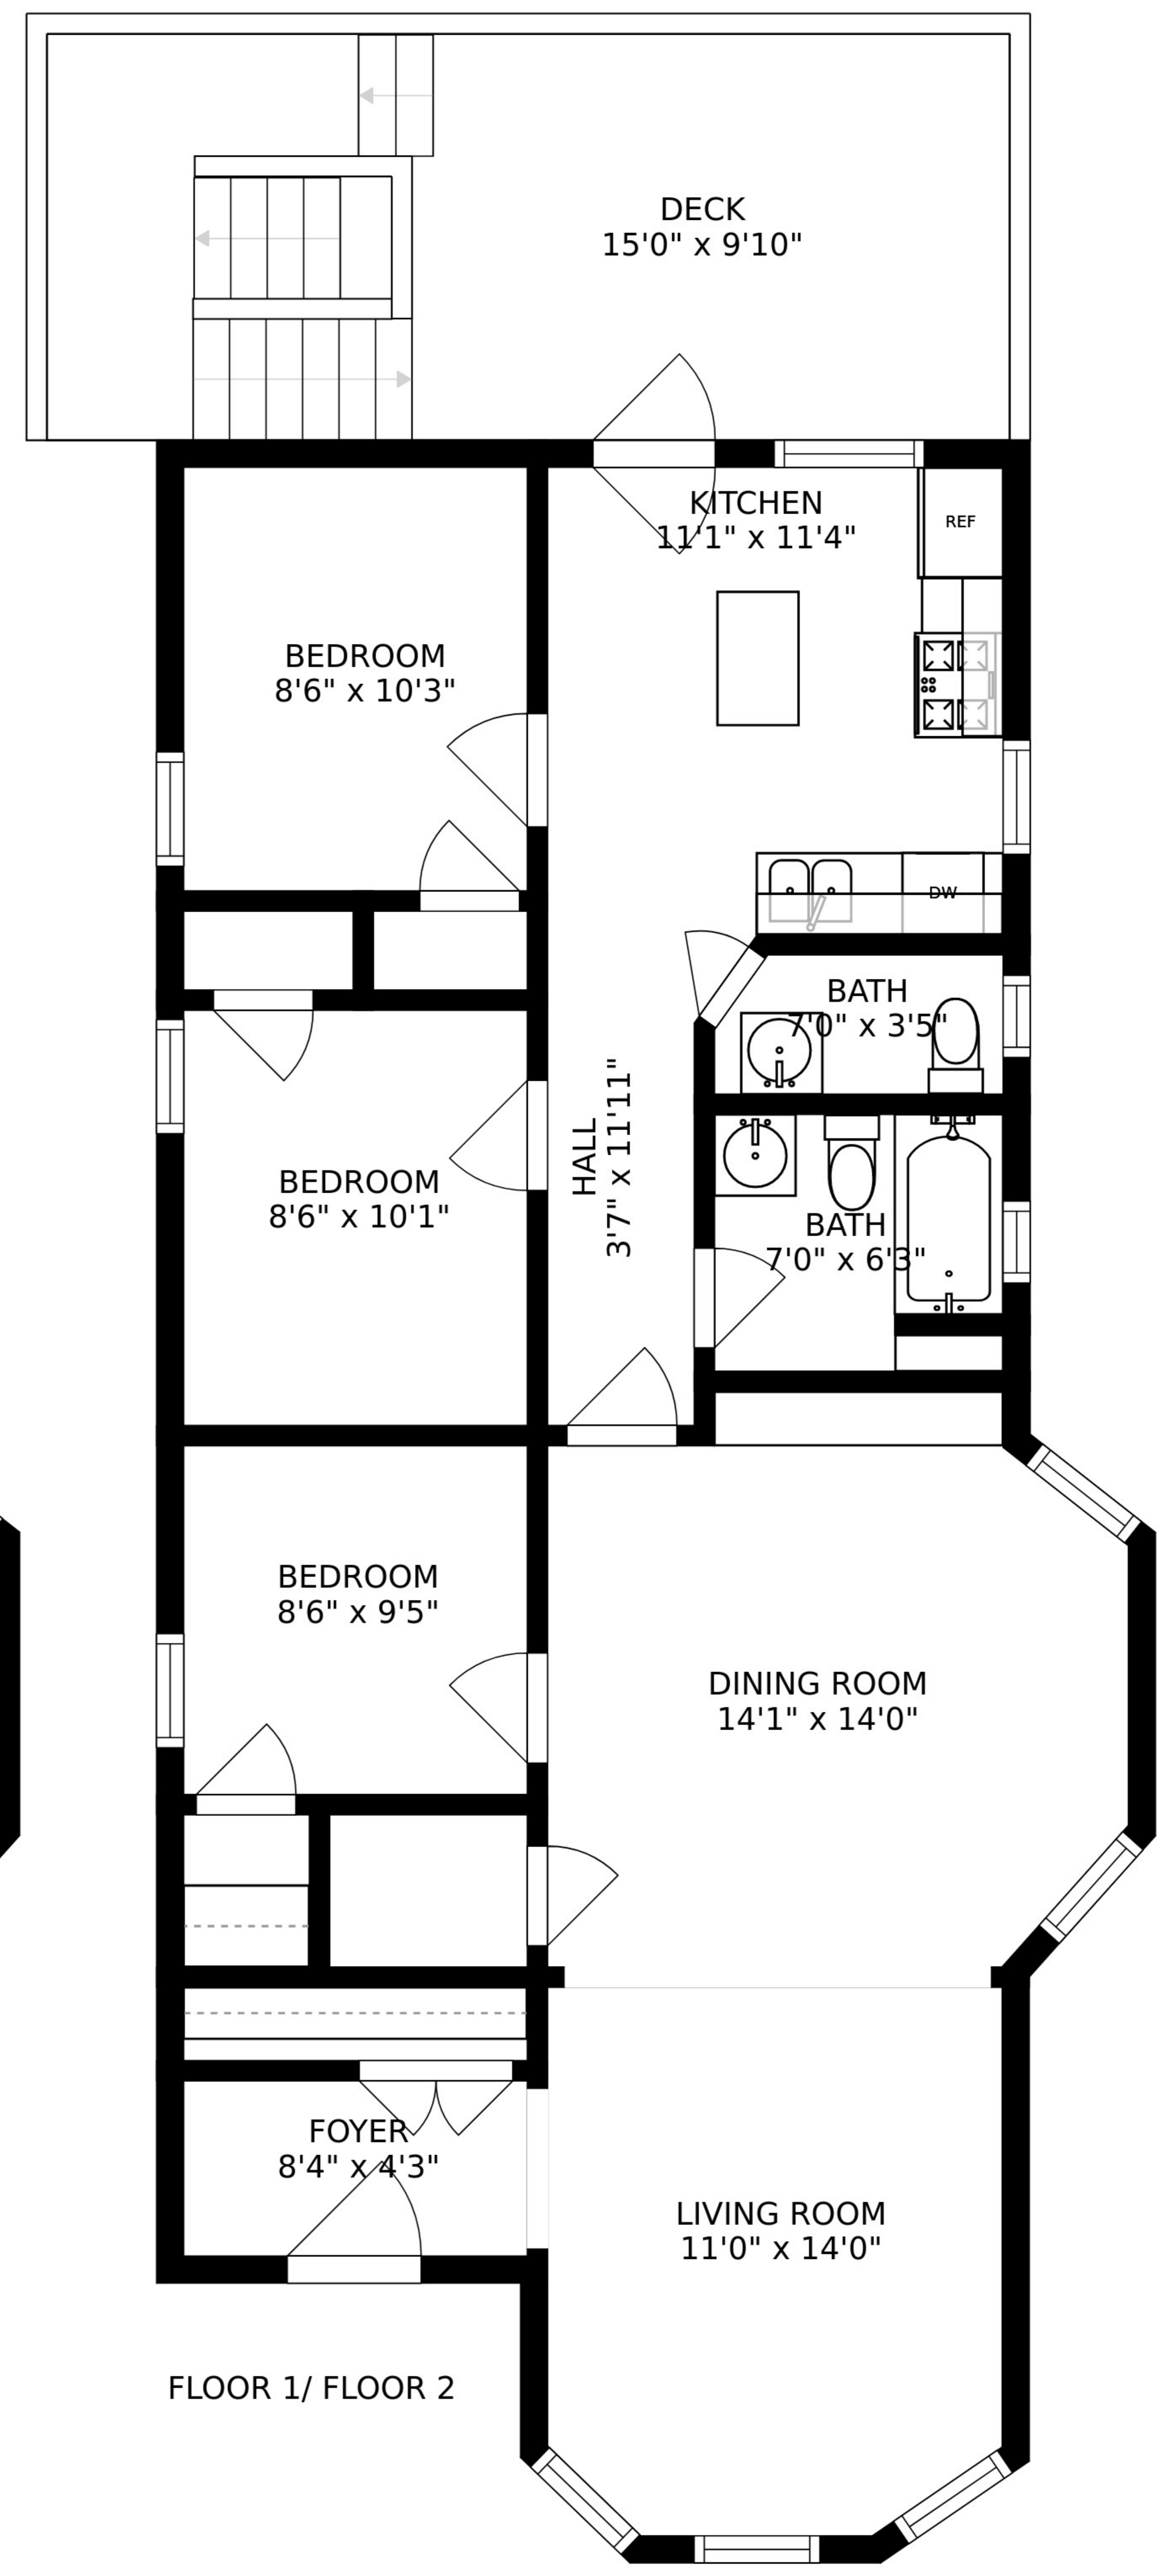 DECK
15'0" x 9'10"
KITCHEN
11'1" x 11'4"
REF
BEDROOM
8'6" x 10'3"
DW
BATH
7'0" x 3'5"
HALL
3'7" x 11'11"
BEDROOM
8'6" x 10'1"
BATH
7'0" x 6'3"
BEDROOM
8'6" x 9'5"
DINING ROOM
14'1" x 14'0"
FOYER
8'4" x 4'3"
LIVING ROOM
11'0" x 14'0"
FLOOR 1/ FLOOR 2